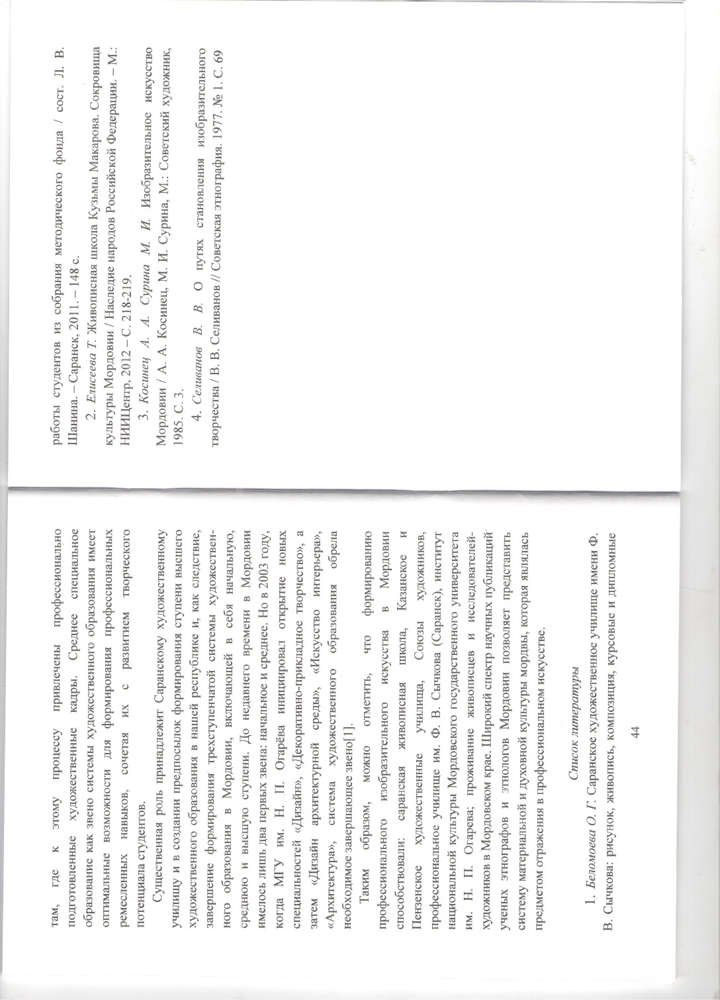 там, где к этому процессу привлечены профессионально
подготовленные художественные кадры. Среднее специальное
образование как звено системы художественного образования имеет
оптимальные возможности для формирования профессиональных
ремесленных навыков, сочетая их с развитием творческого
потенциала студентов.
Существенная роль принадлежит Саранскому художественному
училищу и в создании предпосылок формирования ступени высшего
художественного образования в нашей республике и, как следствие,
завершение формирования трехступенчатой системы художествен-
ного образования в Мордовии, включающей в себя начальную,
среднюю и высшую ступени. До недавнего времени в Мордовии
имелось лишь два первых звена: начальное и среднее. Но в 2003 году,
когда МГУ им. Н. П. Огарёва инициировал открытие новых
специальностей «Дизайн», «Декоративно-прикладное творчество», а
затем «Дизайн архитектурной среды», «Искусство интерьера»,
«Архитектура», система художественного образования обрела
необходимое завершающее звено[1].
Таким образом, можно отметить, что формированию
профессионального изобразительного искусства в Мордовии
способствовали: саранская живописная школа, Казанское и
Пензенское художественные училища, Союзы художников,
профессиональное училище им. Ф. В. Сычкова (Саранск), институт
национальной культуры Мордовского государственного университета
им. Н. П. Огарева; проживание живописцев и исследователей-
художников в Мордовском крае. Широкий спектр научных публикаций
ученых этнографов и этнологов Мордовии позволяет представить
систему материальной и духовной культуры мордвы, которая являлась
предметом отражения в профессиональном искусстве.
Список литературы
1. Беломоева О. Г. Саранское художественное училище имени Ф.
В. Сычкова: рисунок, живопись, композиция, курсовые и дипломные
44
работы студентов из собрания методического фонда / сост. Л. В.
Шанина. – Саранск, 2011. – 148 с.
2. Елисеева Т. Живописная школа Кузьмы Макарова. Сокровища
культуры Мордовии / Наследие народов Российской Федерации. – М.:
НИИЦентр, 2012 – С. 218-219.
3. Косинец А. А. Сурина М. И. Изобразительное искусство
Мордовии / А. А. Косинец, М. И. Сурина, М.: Советский художник,
1985. С. 3.
4. Селиванов В. В. О путях становления изобразительного
творчества / В. В. Селиванов // Советская этнография. 1977. № 1. С. 69